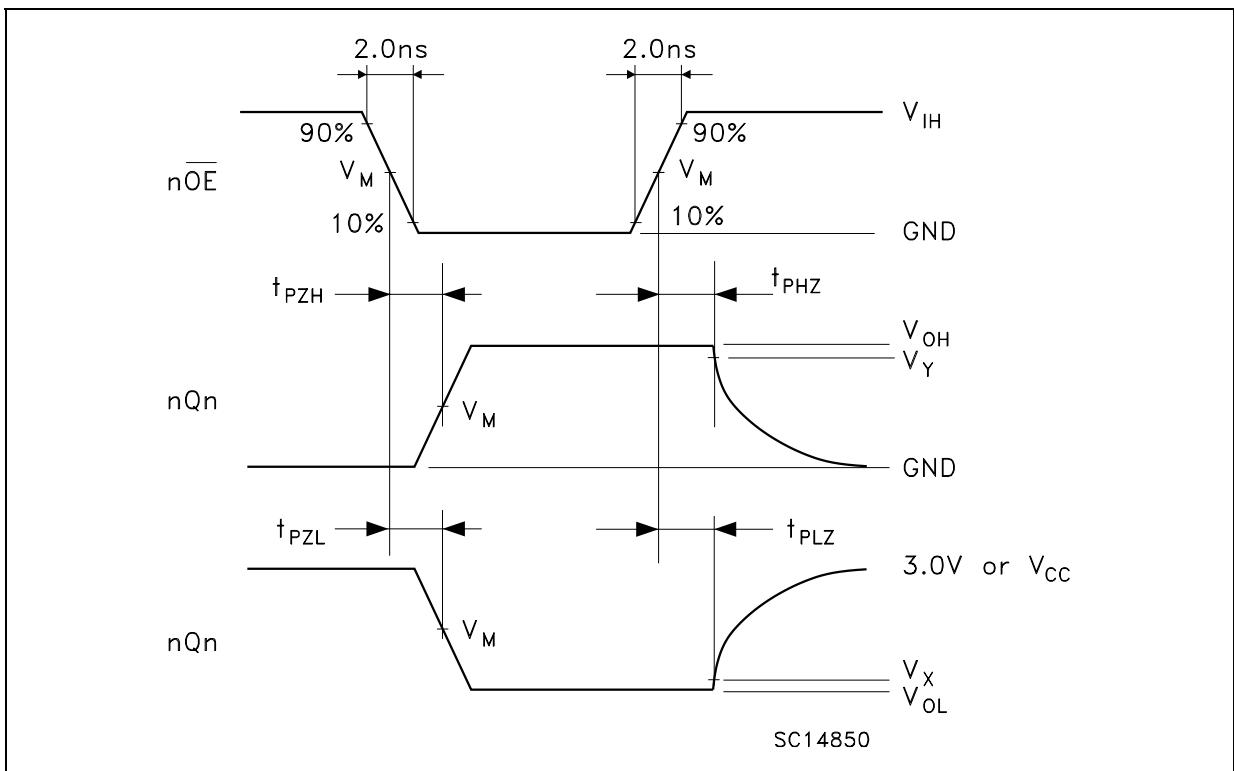 2.0ns 2.0ns
V_IH
90% 90%
V_M V_M
nO̅E̅
10% 10%
GND
t_PZH t_PHZ
V_OH
V_Y
nQn
V_M
GND
t_PZL t_PLZ
3.0V or V_CC
nQn
V_M
V_X
V_OL
SC14850